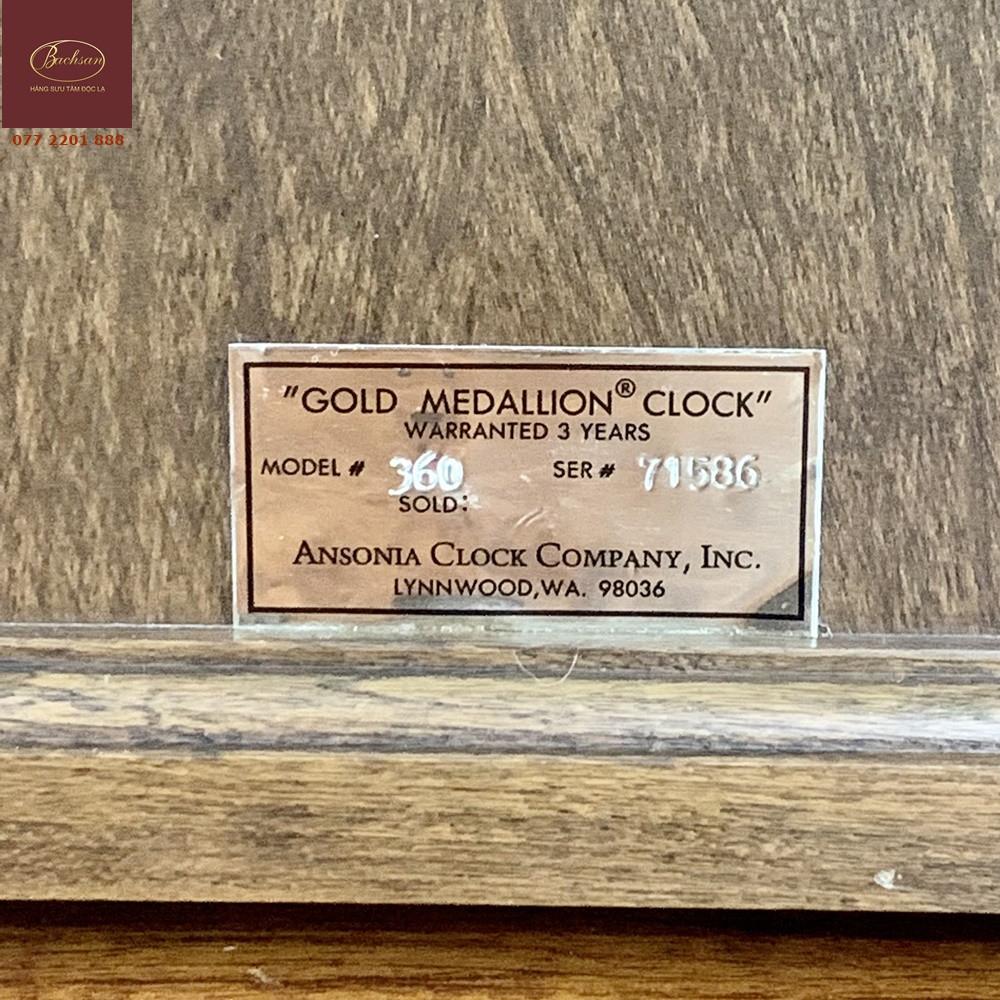 Bachsan
HÀNG SƯU TẦM ĐỘC LẠ
077 2201 888
"GOLD MEDALLION® CLOCK"
WARRANTED 3 YEARS
MODEL # 360 SER # 71586
SOLD:
ANSONIA CLOCK COMPANY, INC.
LYNNWOOD, WA. 98036